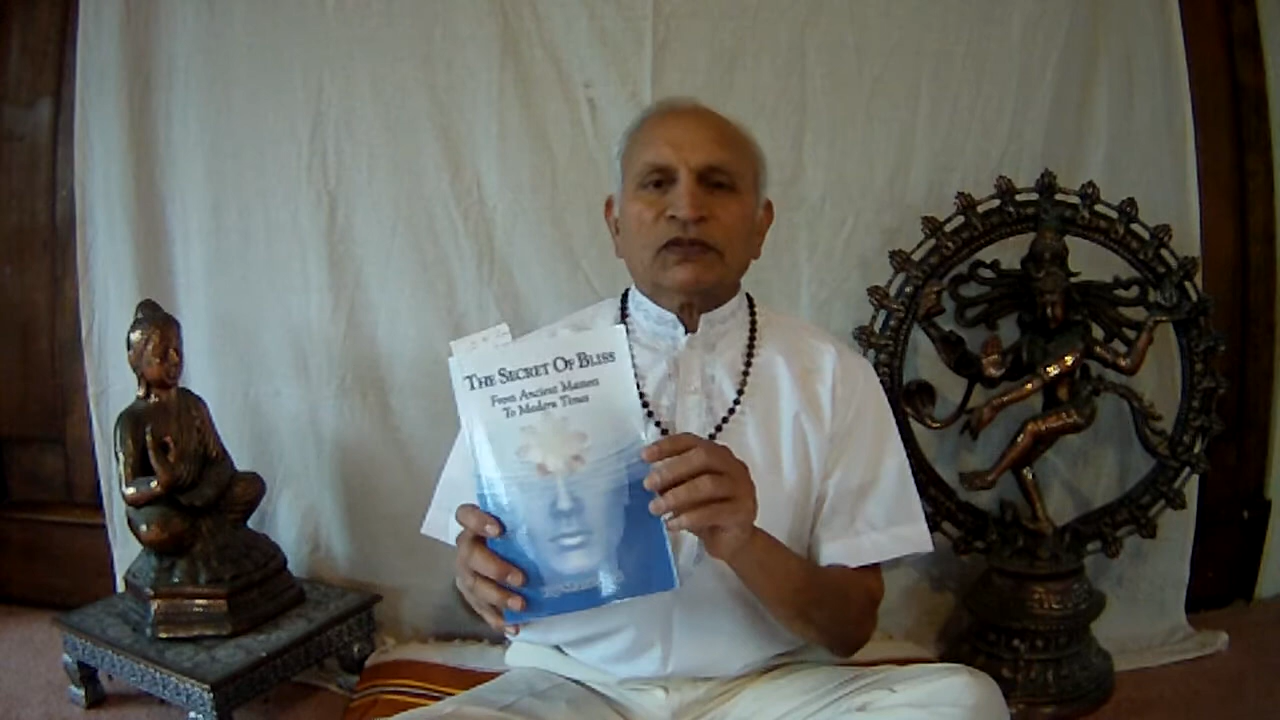 THE SECRET OF BLISS
From Ancient Masters
To Modern Times